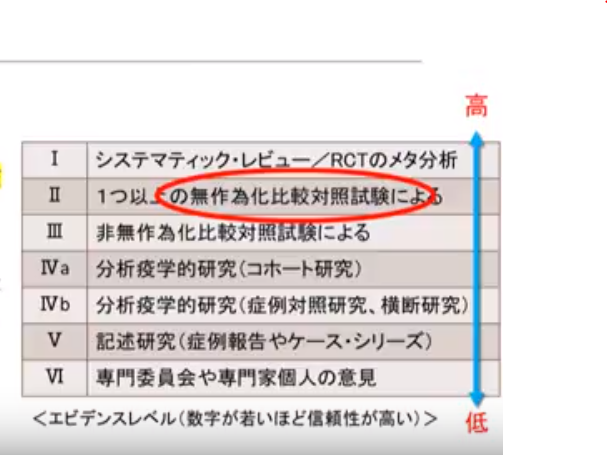 高
I システマティック・レビュー／RCTのメタ分析
II 1つ以上の無作為化比較対照試験による
III 非無作為化比較対照試験による
IVa 分析疫学的研究(コホート研究)
IVb 分析疫学的研究(症例対照研究、横断研究)
V 記述研究(症例報告やケース・シリーズ)
VI 専門委員会や専門家個人の意見
＜エビデンスレベル(数字が若いほど信頼性が高い)＞
低